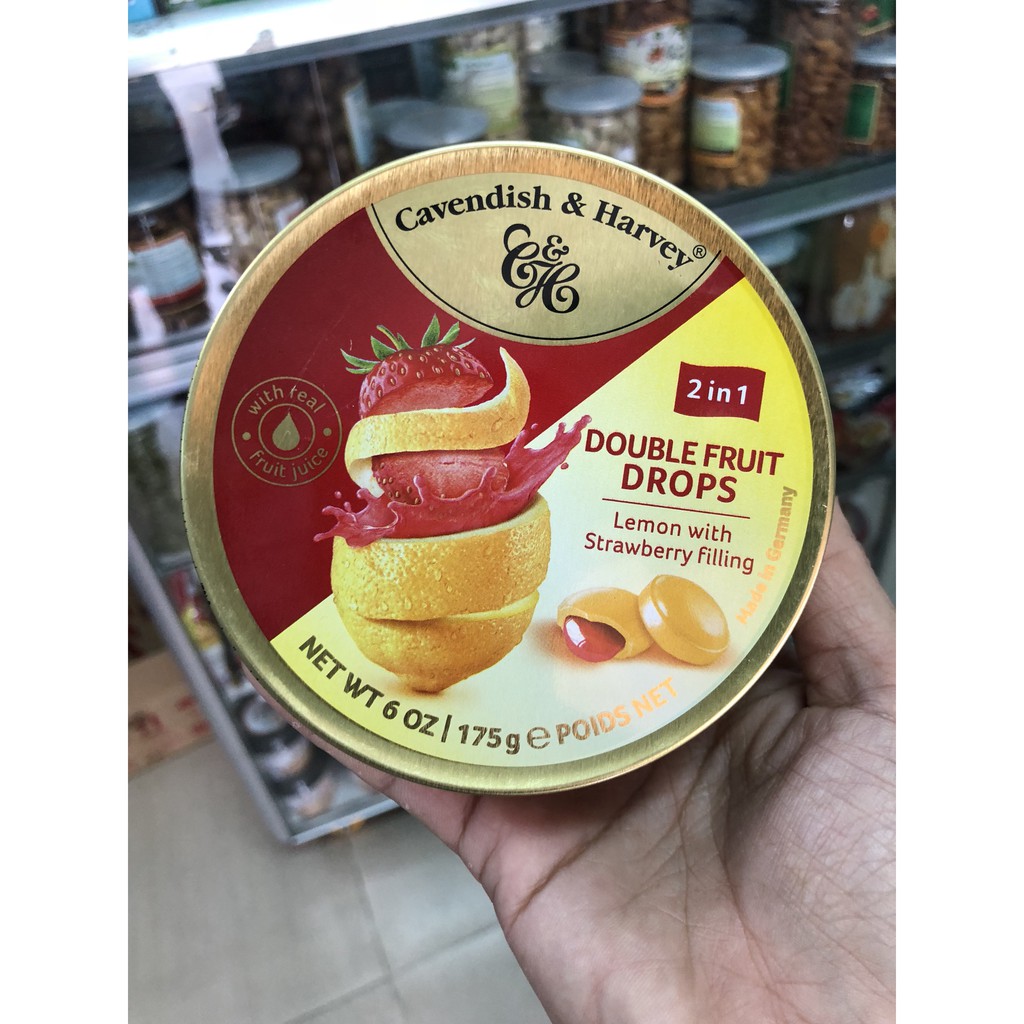 Cavendish & Harvey®
C&H
2 in 1
DOUBLE FRUIT
DROPS
Lemon with
Strawberry filling
with real
fruit juice
Made in Germany
NET WT 6 OZ | 175g ℮ POIDS NET